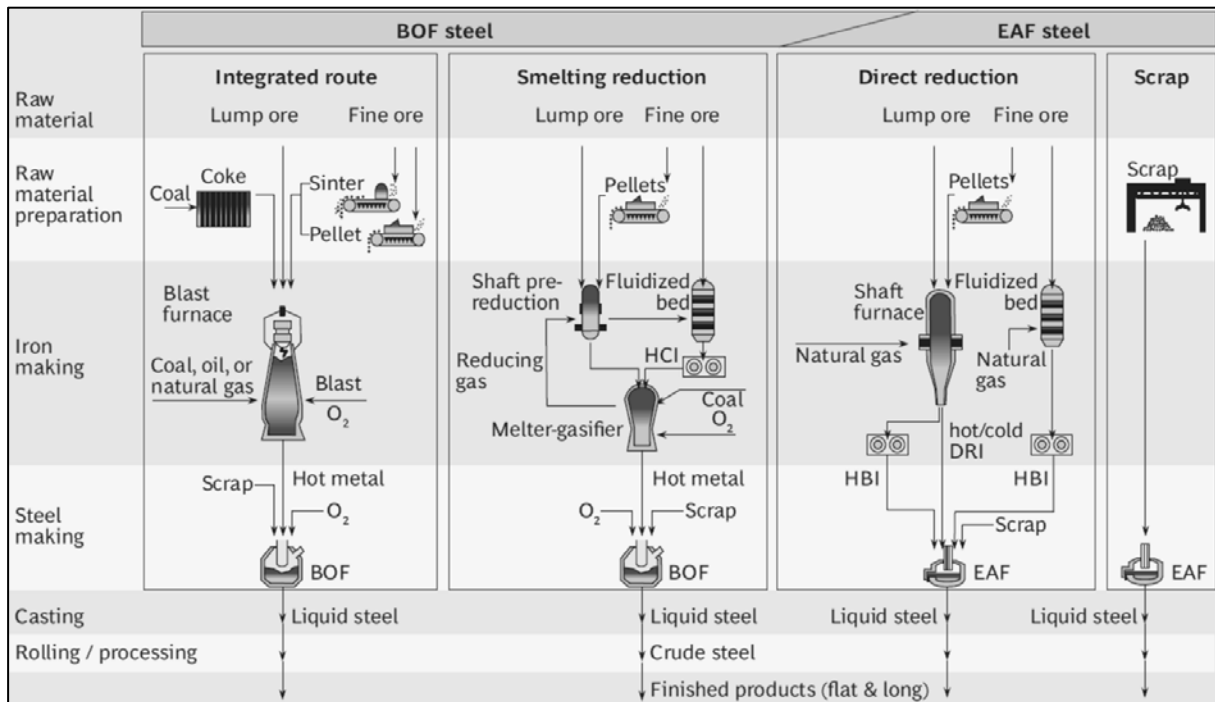 BOF steel
EAF steel
Integrated route
Smelting reduction
Direct reduction
Scrap
Raw
material
Lump ore
Fine ore
Lump ore
Fine ore
Lump ore
Fine ore
Raw
material
preparation
Coal
Coke
Sinter
Pellet
Pellets
Pellets
Scrap
Iron
making
Blast
furnace
Coal, oil, or
natural gas
Blast
O₂
Shaft pre-
reduction
Fluidized
bed
HCI
Reducing
gas
Coal
O₂
Melter-gasifier
Shaft
furnace
Natural gas
Fluidized
bed
Natural
gas
hot/cold
DRI
HBI
HBI
Steel
making
Scrap
Hot metal
O₂
BOF
Hot metal
O₂
Scrap
BOF
Scrap
EAF
EAF
Casting
Liquid steel
Liquid steel
Liquid steel
Liquid steel
Rolling / processing
Crude steel
Finished products (flat & long)